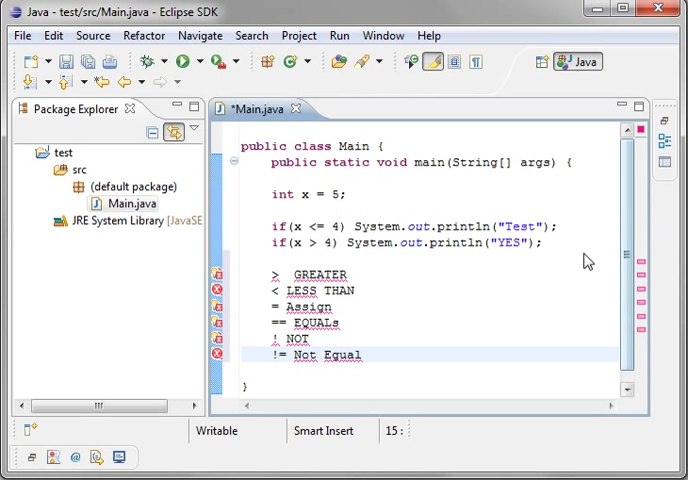 Java - test/src/Main.java - Eclipse SDK
File Edit Source Refactor Navigate Search Project Run Window Help
Java
Package Explorer
*Main.java
test
src
(default package)
Main.java
JRE System Library [JavaSE
public class Main {
public static void main(String[] args) {
int x = 5;
if(x <= 4) System.out.println("Test");
if(x > 4) System.out.println("YES");
> GREATER
< LESS THAN
= Assign
== EQUALs
! NOT
!= Not Equal
}
Writable
Smart Insert
15 :